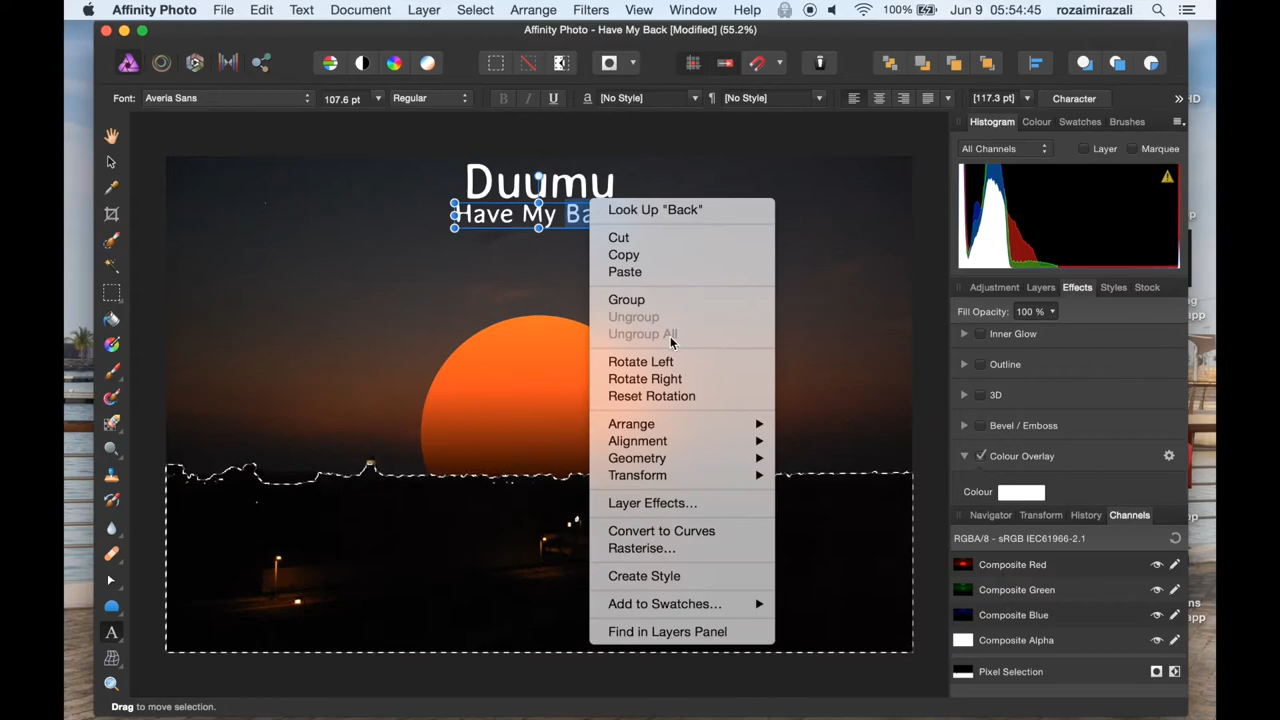 Affinity Photo File Edit Text Document Layer Select Arrange Filters View Window Help 100% Jun 9 05:54:45 rozaimirazali
Affinity Photo - Have My Back [Modified] (55.2%)
Font: Averia Sans 107.6 pt Regular B I U a [No Style] ¶ [No Style] [117.3 pt] Character »
Histogram Colour Swatches Brushes
All Channels Layer Marquee
Duumu
Have My Ba
Look Up "Back"
Cut
Copy
Paste
Group
Ungroup
Ungroup All
Rotate Left
Rotate Right
Reset Rotation
Arrange
Alignment
Geometry
Transform
Layer Effects…
Convert to Curves
Rasterise…
Create Style
Add to Swatches…
Find in Layers Panel
Adjustment Layers Effects Styles Stock
Fill Opacity: 100 %
Inner Glow
Outline
3D
Bevel / Emboss
Colour Overlay
Colour
Navigator Transform History Channels
RGBA/8 - sRGB IEC61966-2.1
Composite Red
Composite Green
Composite Blue
Composite Alpha
Pixel Selection
A
Drag to move selection.
HD
app
app